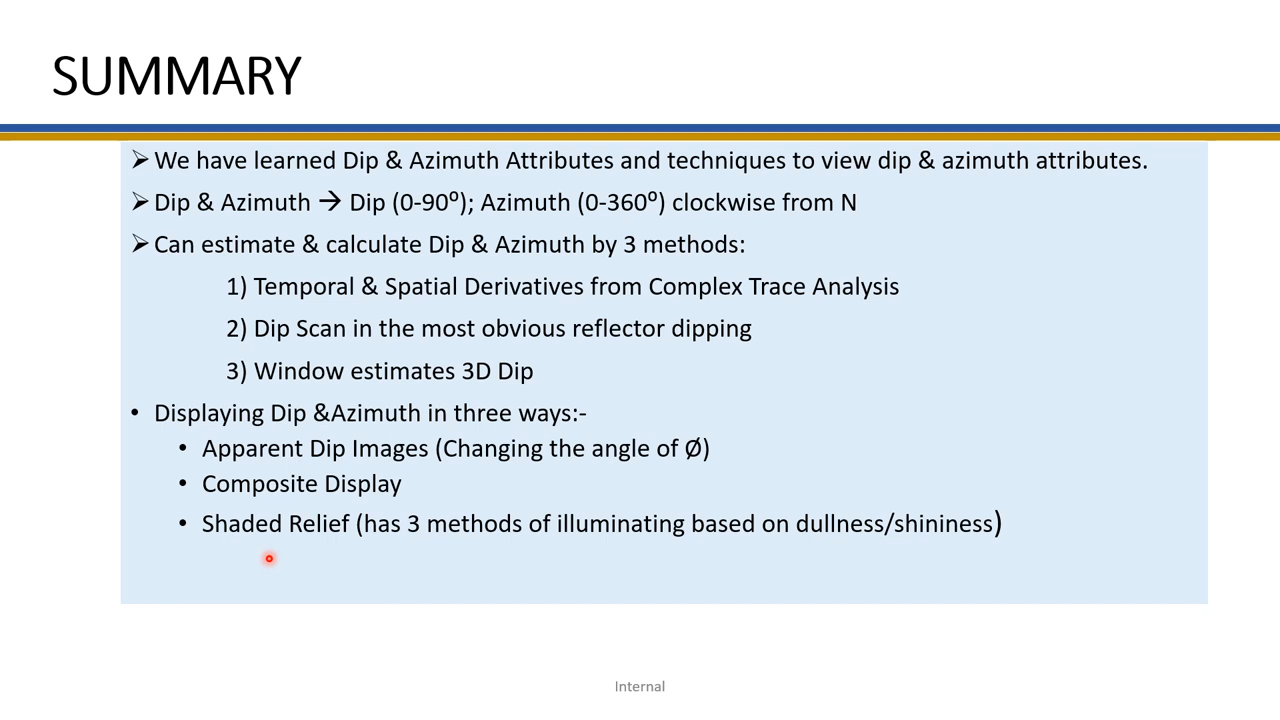 SUMMARY
➢ We have learned Dip & Azimuth Attributes and techniques to view dip & azimuth attributes.
➢ Dip & Azimuth → Dip (0-90⁰); Azimuth (0-360⁰) clockwise from N
➢ Can estimate & calculate Dip & Azimuth by 3 methods:
1) Temporal & Spatial Derivatives from Complex Trace Analysis
2) Dip Scan in the most obvious reflector dipping
3) Window estimates 3D Dip
• Displaying Dip &Azimuth in three ways:-
• Apparent Dip Images (Changing the angle of Ø)
• Composite Display
• Shaded Relief (has 3 methods of illuminating based on dullness/shininess)
Internal